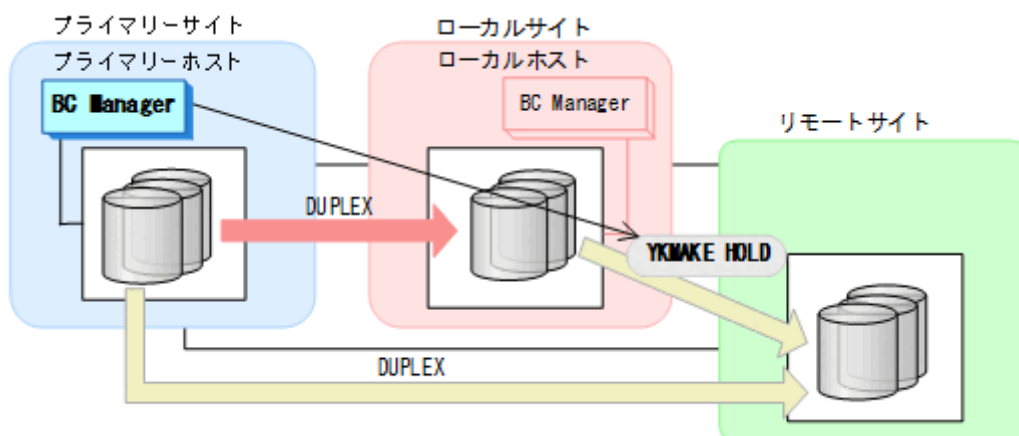 プライマリーサイト
プライマリーホスト
BC Manager
ローカルサイト
ローカルホスト
BC Manager
リモートサイト
DUPLEX
YKMAKE HOLD
DUPLEX